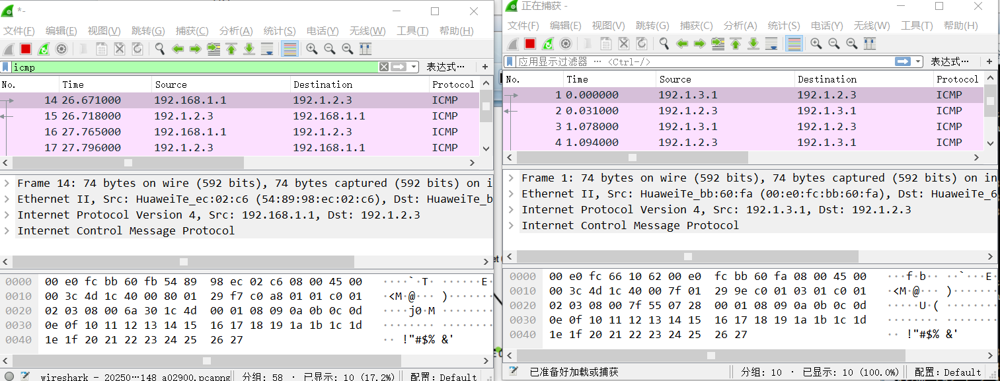 *-
文件(F) 编辑(E) 视图(V) 跳转(G) 捕获(C) 分析(A) 统计(S) 电话(Y) 无线(W) 工具(T) 帮助(H)
icmp 表达式… +
No. Time Source Destination Protocol
14 26.671000 192.168.1.1 192.1.2.3 ICMP
15 26.718000 192.1.2.3 192.168.1.1 ICMP
16 27.765000 192.168.1.1 192.1.2.3 ICMP
17 27.796000 192.1.2.3 192.168.1.1 ICMP
Frame 14: 74 bytes on wire (592 bits), 74 bytes captured (592 bits) on i
Ethernet II, Src: HuaweiTe_ec:02:c6 (54:89:98:ec:02:c6), Dst: HuaweiTe_b
Internet Protocol Version 4, Src: 192.168.1.1, Dst: 192.1.2.3
Internet Control Message Protocol
0000 00 e0 fc bb 60 fb 54 89 98 ec 02 c6 08 00 45 00 ····`·T· ······E·
0010 00 3c 4d 1c 40 00 80 01 29 f7 c0 a8 01 01 c0 01 ·<M·@··· )·······
0020 02 03 08 00 6a 30 1c 4d 00 01 08 09 0a 0b 0c 0d ····j0·M ········
0030 0e 0f 10 11 12 13 14 15 16 17 18 19 1a 1b 1c 1d ········ ········
0040 1e 1f 20 21 22 23 24 25 26 27 ·· !"#$% &'
wireshark - 20250…148 a02900.pcapng 分组: 58 · 已显示: 10 (17.2%) 配置: Default
正在捕获 -
文件(F) 编辑(E) 视图(V) 跳转(G) 捕获(C) 分析(A) 统计(S) 电话(Y) 无线(W) 工具(T) 帮助(H)
应用显示过滤器 … <Ctrl-/> 表达式… +
No. Time Source Destination Protocol
1 0.000000 192.1.3.1 192.1.2.3 ICMP
2 0.031000 192.1.2.3 192.1.3.1 ICMP
3 1.078000 192.1.3.1 192.1.2.3 ICMP
4 1.094000 192.1.2.3 192.1.3.1 ICMP
Frame 1: 74 bytes on wire (592 bits), 74 bytes captured (592 bits) on in
Ethernet II, Src: HuaweiTe_bb:60:fa (00:e0:fc:bb:60:fa), Dst: HuaweiTe_6
Internet Protocol Version 4, Src: 192.1.3.1, Dst: 192.1.2.3
Internet Control Message Protocol
0000 00 e0 fc 66 10 62 00 e0 fc bb 60 fa 08 00 45 00 ···f·b·· ··`···E·
0010 00 3c 4d 1c 40 00 7f 01 29 9e c0 01 03 01 c0 01 ·<M·@··· )·······
0020 02 03 08 00 7f 55 07 28 00 01 08 09 0a 0b 0c 0d ·····U·( ········
0030 0e 0f 10 11 12 13 14 15 16 17 18 19 1a 1b 1c 1d ········ ········
0040 1e 1f 20 21 22 23 24 25 26 27 ·· !"#$% &'
已准备好加载或捕获 分组: 10 · 已显示: 10 (100.0%) 配置: Default